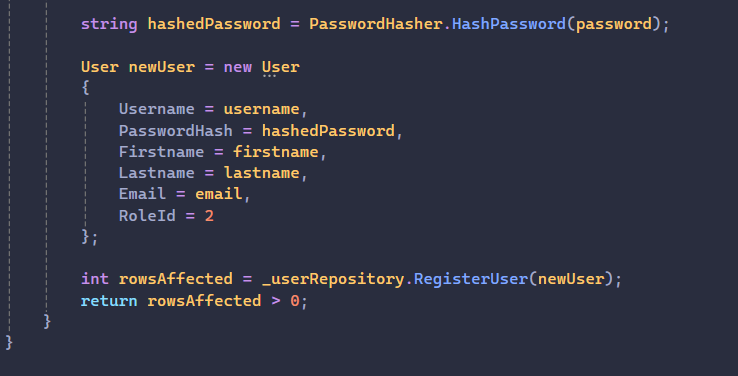 string hashedPassword = PasswordHasher.HashPassword(password);
User newUser = new User
{
Username = username,
PasswordHash = hashedPassword,
Firstname = firstname,
Lastname = lastname,
Email = email,
RoleId = 2
};
int rowsAffected = _userRepository.RegisterUser(newUser);
return rowsAffected > 0;
}
}